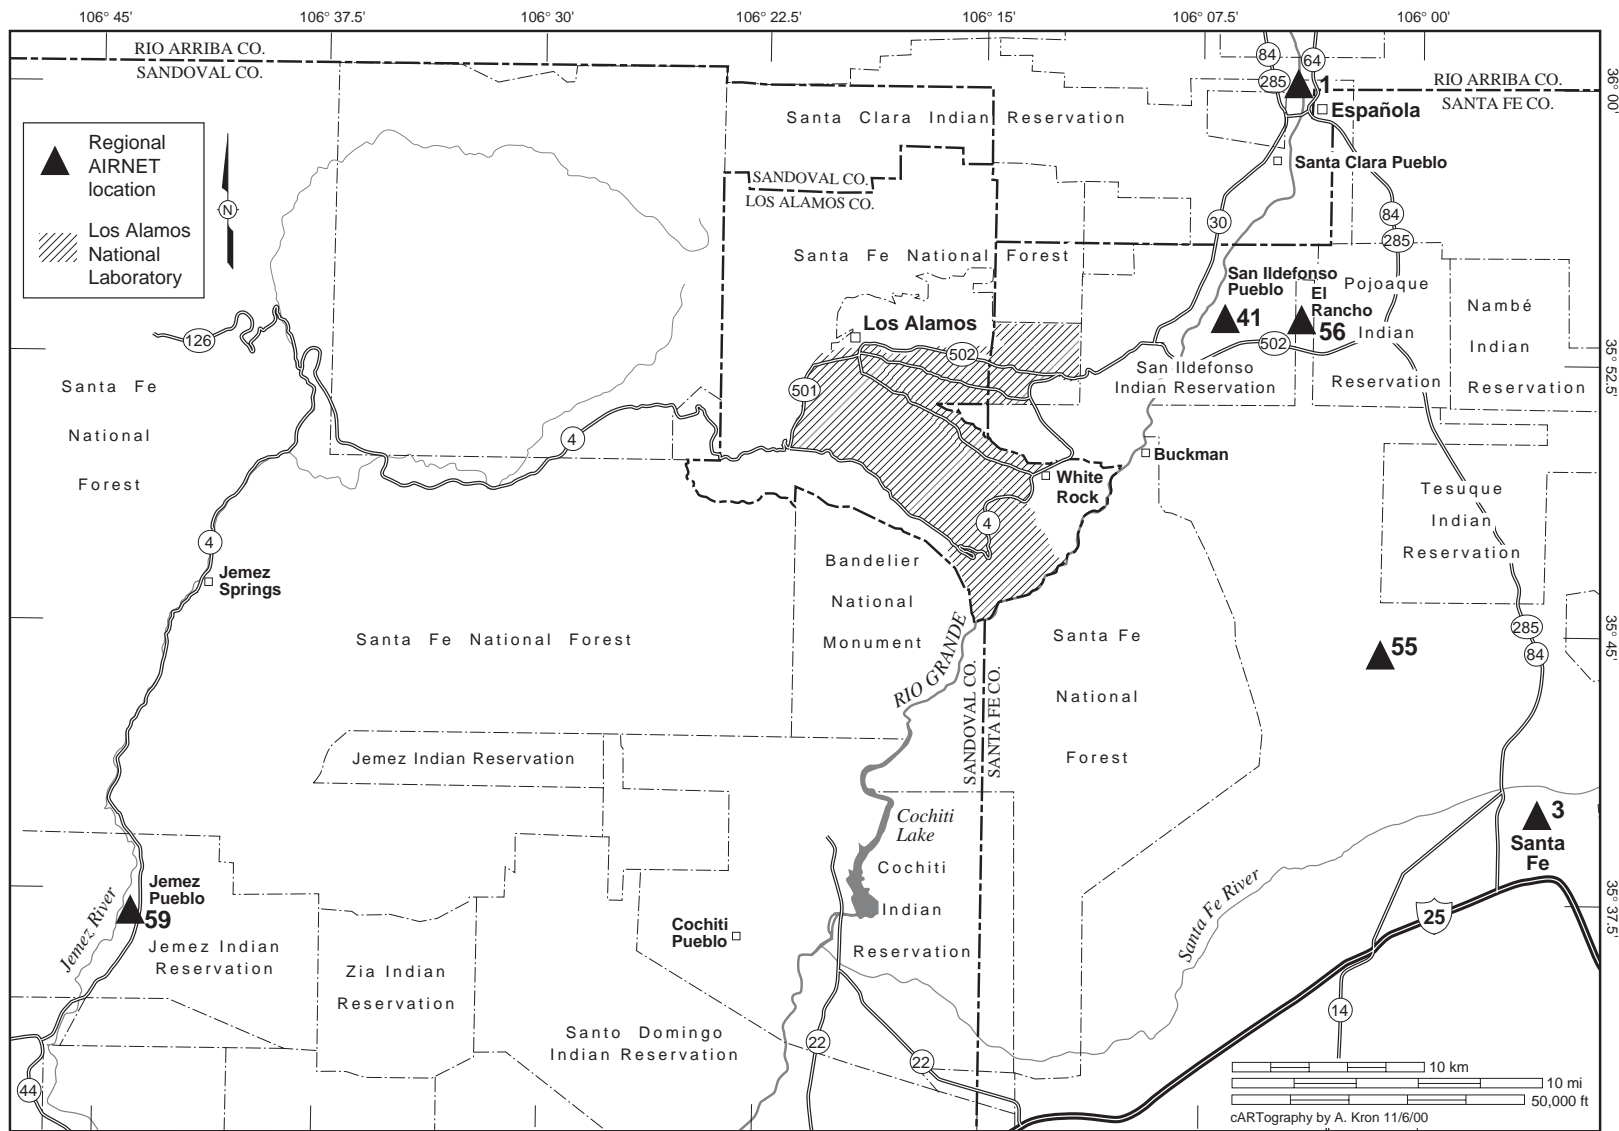 106° 45'
106° 37.5'
106° 30'
106° 22.5'
106° 15'
106° 07.5'
106° 00'
RIO ARRIBA CO.
SANDOVAL CO.
84
64
285
1
RIO ARRIBA CO.
SANTA FE CO.
36° 00'
Española
Santa Clara Indian Reservation
Regional
AIRNET
location
Los Alamos
National
Laboratory
N
Santa Clara Pueblo
SANDOVAL CO.
LOS ALAMOS CO.
30
84
285
Santa Fe National Forest
San Ildefonso
Pueblo
41
El
Rancho
56
Pojoaque
Indian
Reservation
Nambé
Indian
Reservation
Los Alamos
126
502
502
501
San Ildefonso
Indian Reservation
35° 52.5'
Santa Fe
National
Forest
4
Buckman
White
Rock
Tesuque
Indian
Reservation
4
4
Jemez
Springs
Bandelier
National
Monument
Santa Fe National Forest
RIO GRANDE
SANDOVAL CO.
SANTA FE CO.
Santa Fe
National
Forest
285
84
55
35° 45'
Jemez Indian Reservation
Cochiti
Lake
3
Santa
Fe
Cochiti
Indian
Reservation
Jemez
Pueblo
59
Jemez River
Jemez Indian
Reservation
Cochiti
Pueblo
Santa Fe River
25
35° 37.5'
Zia Indian
Reservation
14
Santo Domingo
Indian Reservation
22
22
44
10 km
10 mi
50,000 ft
cARTography by A. Kron 11/6/00